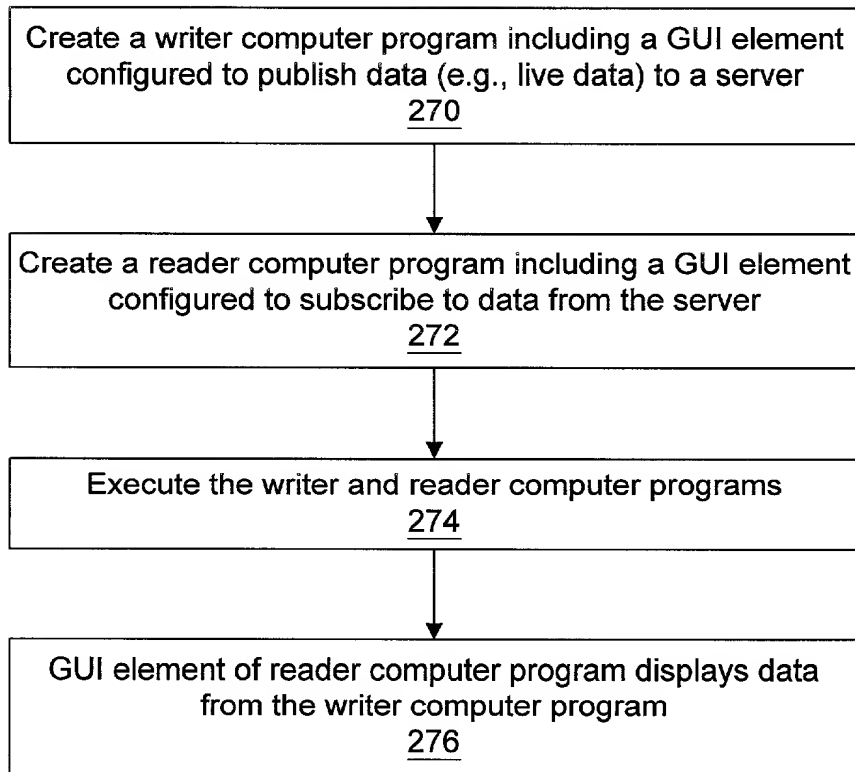 Create a writer computer program including a GUI element
configured to publish data (e.g., live data) to a server
270
Create a reader computer program including a GUI element
configured to subscribe to data from the server
272
Execute the writer and reader computer programs
274
GUI element of reader computer program displays data
from the writer computer program
276